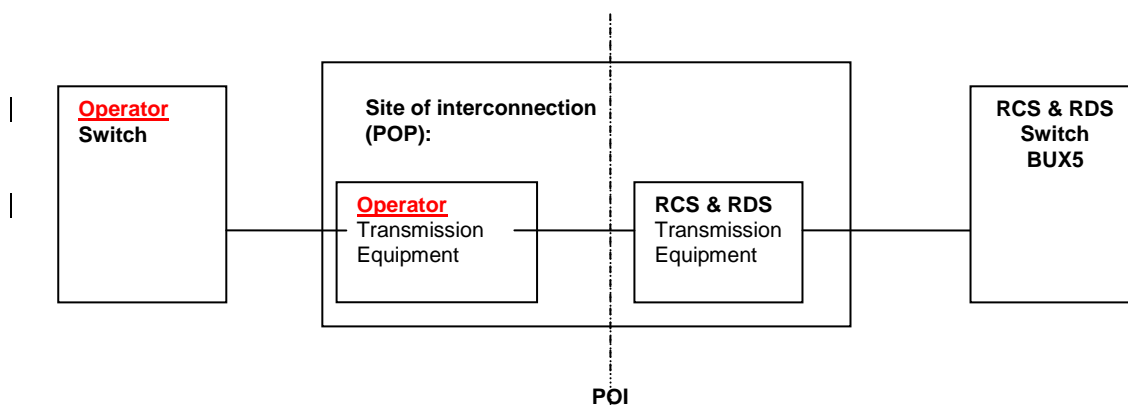 Operator
Switch
Site of interconnection
(POP):
RCS & RDS
Switch
BUX5
Operator
Transmission
Equipment
RCS & RDS
Transmission
Equipment
POI